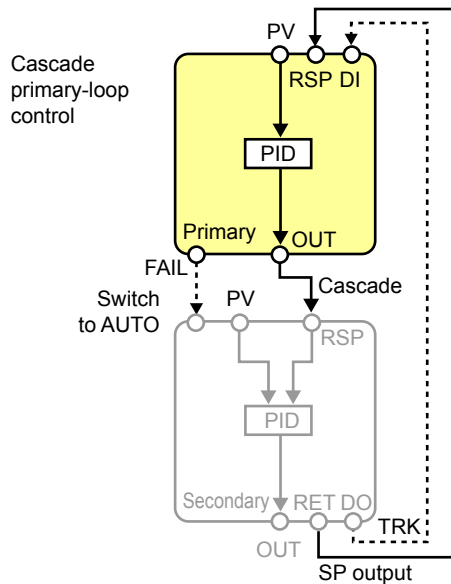 PV
Cascade
primary-loop
control
RSP DI
PID
Primary
OUT
FAIL
Cascade
Switch
to AUTO
PV
RSP
PID
Secondary
RET DO
TRK
OUT
SP output